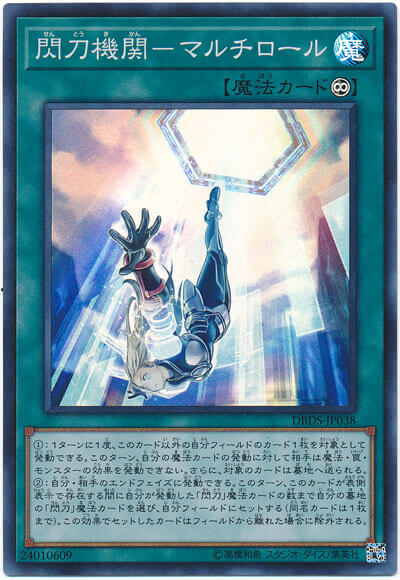 閃刀機関－マルチロール
魔
【魔法カード】
DBDS-JP038
①：1ターンに1度、このカード以外の自分フィールドのカード1枚を対象として
発動できる。このターン、自分の魔法カードの発動に対して相手は魔法・罠・
モンスターの効果を発動できない。さらに、対象のカードは墓地へ送られる。
②：自分・相手のエンドフェイズに発動できる。このターン、このカードが表側
表示で存在する間に自分が発動した「閃刀」魔法カードの数まで自分の墓地
の「閃刀」魔法カードを選び、自分フィールドにセットする（同名カードは1枚
まで）。この効果でセットしたカードはフィールドから離れた場合に除外される。
24010609
©高橋和希 スタジオ・ダイス/集英社